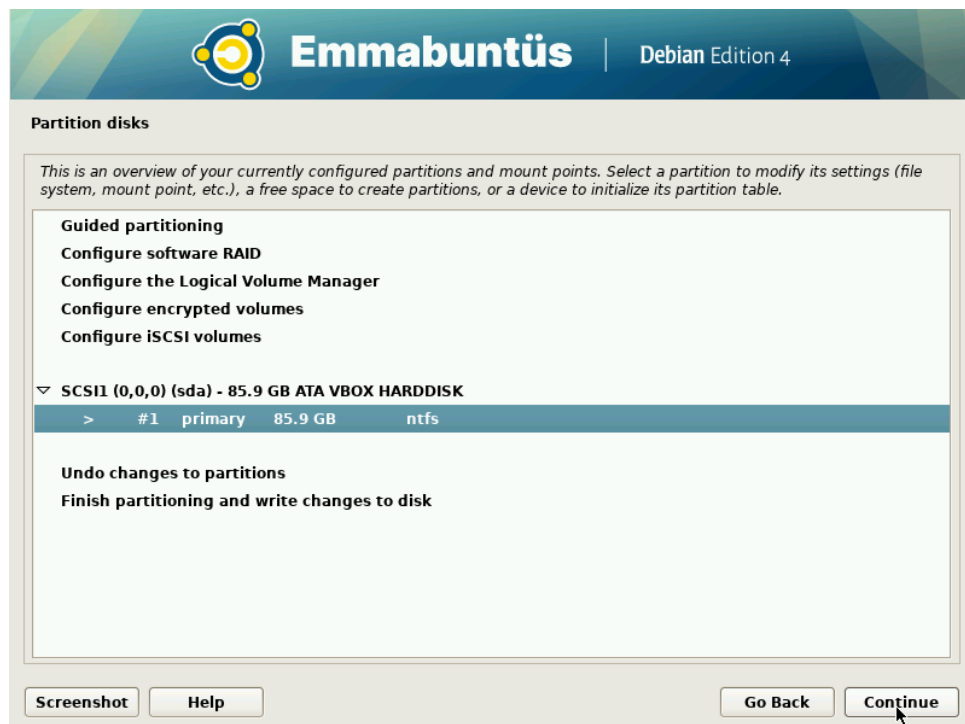 Emmabuntüs | Debian Edition 4
Partition disks
This is an overview of your currently configured partitions and mount points. Select a partition to modify its settings (file
system, mount point, etc.), a free space to create partitions, or a device to initialize its partition table.
Guided partitioning
Configure software RAID
Configure the Logical Volume Manager
Configure encrypted volumes
Configure iSCSI volumes
SCSI1 (0,0,0) (sda) - 85.9 GB ATA VBOX HARDDISK
> #1 primary 85.9 GB ntfs
Undo changes to partitions
Finish partitioning and write changes to disk
Screenshot Help Go Back Continue